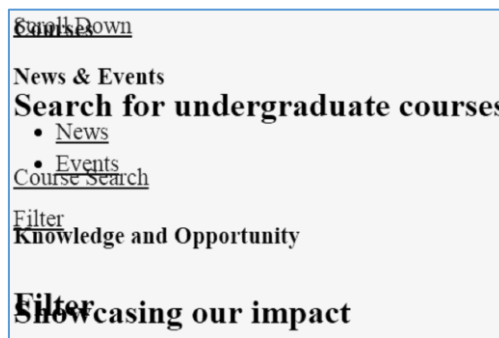 Scroll Down
Courses
News & Events
Search for undergraduate courses
News
Events
Course Search
Filter
Knowledge and Opportunity
Filter
Showcasing our impact